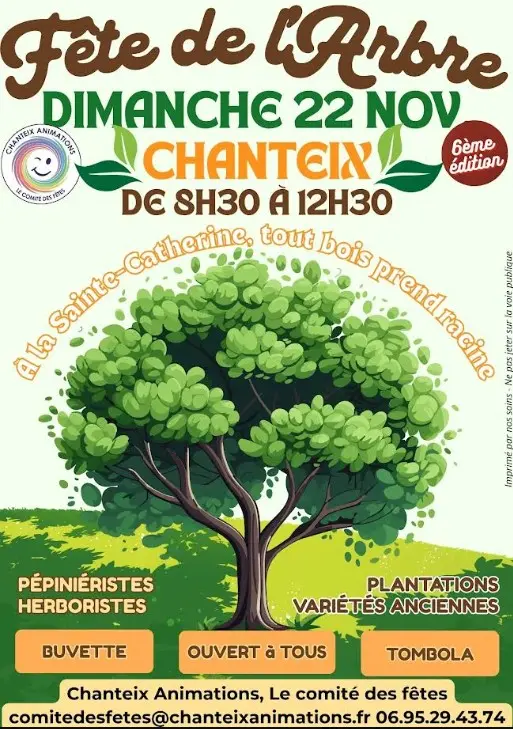 Fête de l'Arbre
DIMANCHE 22 NOV
CHANTEIX
DE 8H30 À 12H30
CHANTEIX ANIMATIONS
LE COMITÉ DES FÊTES
6ème
édition
À la Sainte-Catherine, tout bois prend racine
Imprimé par nos soins - Ne pas jeter sur la voie publique
PÉPINIÉRISTES
HERBORISTES
PLANTATIONS
VARIÉTÉS ANCIENNES
BUVETTE
OUVERT à TOUS
TOMBOLA
Chanteix Animations, Le comité des fêtes
comitedesfetes@chanteixanimations.fr 06.95.29.43.74